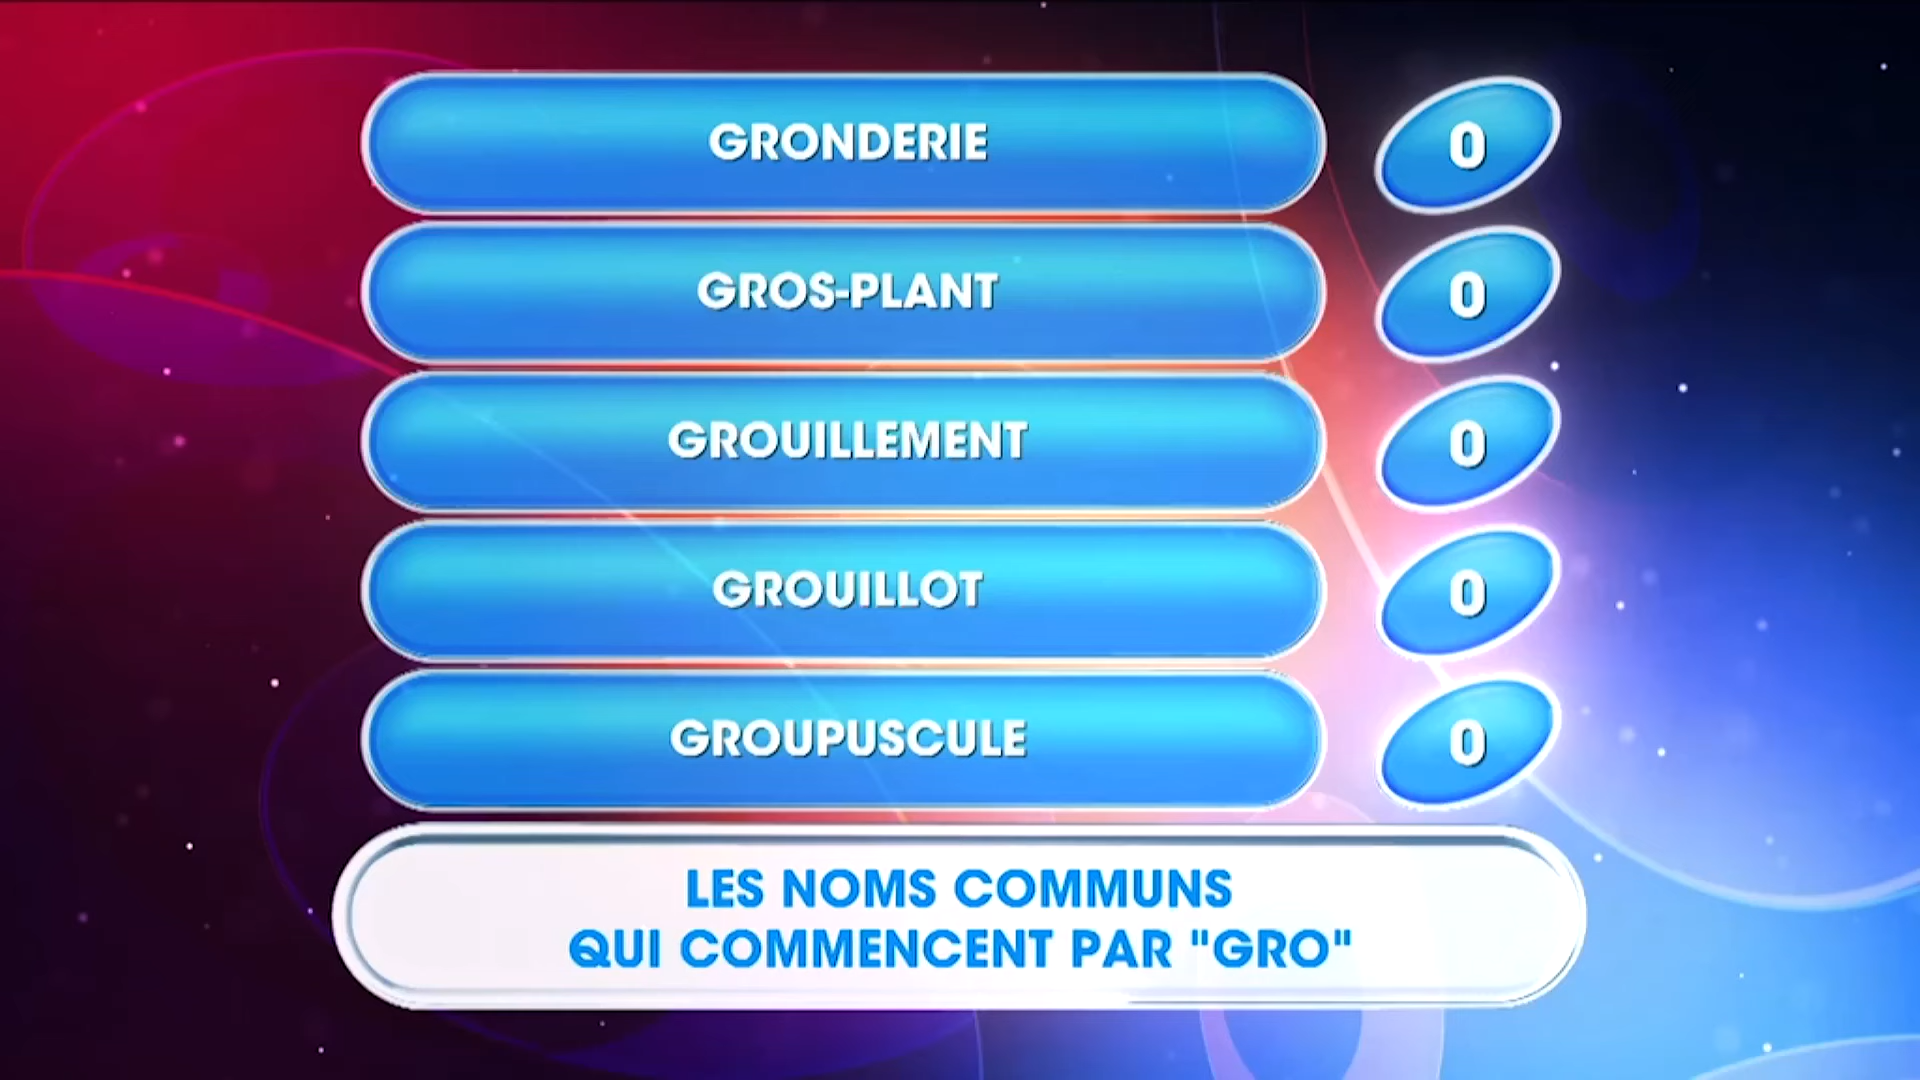 GRONDERIE 0
GROS-PLANT 0
GROUILLEMENT 0
GROUILLOT 0
GROUPUSCULE 0
LES NOMS COMMUNS
QUI COMMENCENT PAR "GRO"